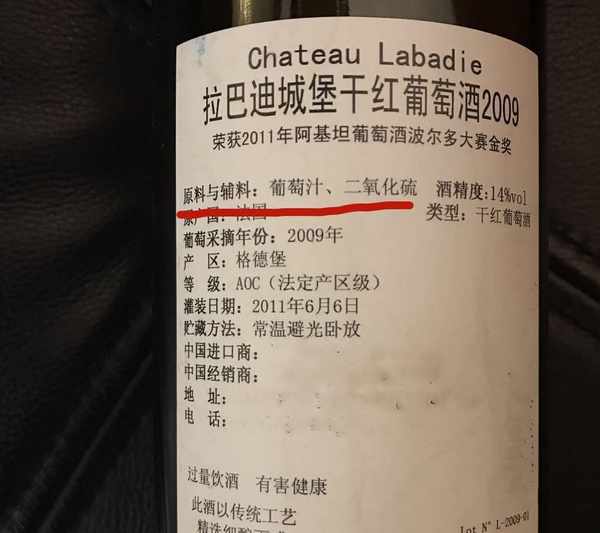 Chateau Labadie
拉巴迪城堡干红葡萄酒2009
荣获2011年阿基坦葡萄酒波尔多大赛金奖
原料与辅料：葡萄汁、二氧化硫 酒精度:14%vol
原产国：法国 类型：干红葡萄酒
葡萄采摘年份：2009年
产 区：格德堡
等 级：AOC（法定产区级）
灌装日期：2011年6月6日
贮藏方法：常温避光卧放
中国进口商：
中国经销商：
地 址：
电 话：
过量饮酒 有害健康
此酒以传统工艺
Lot N° L-2009-01